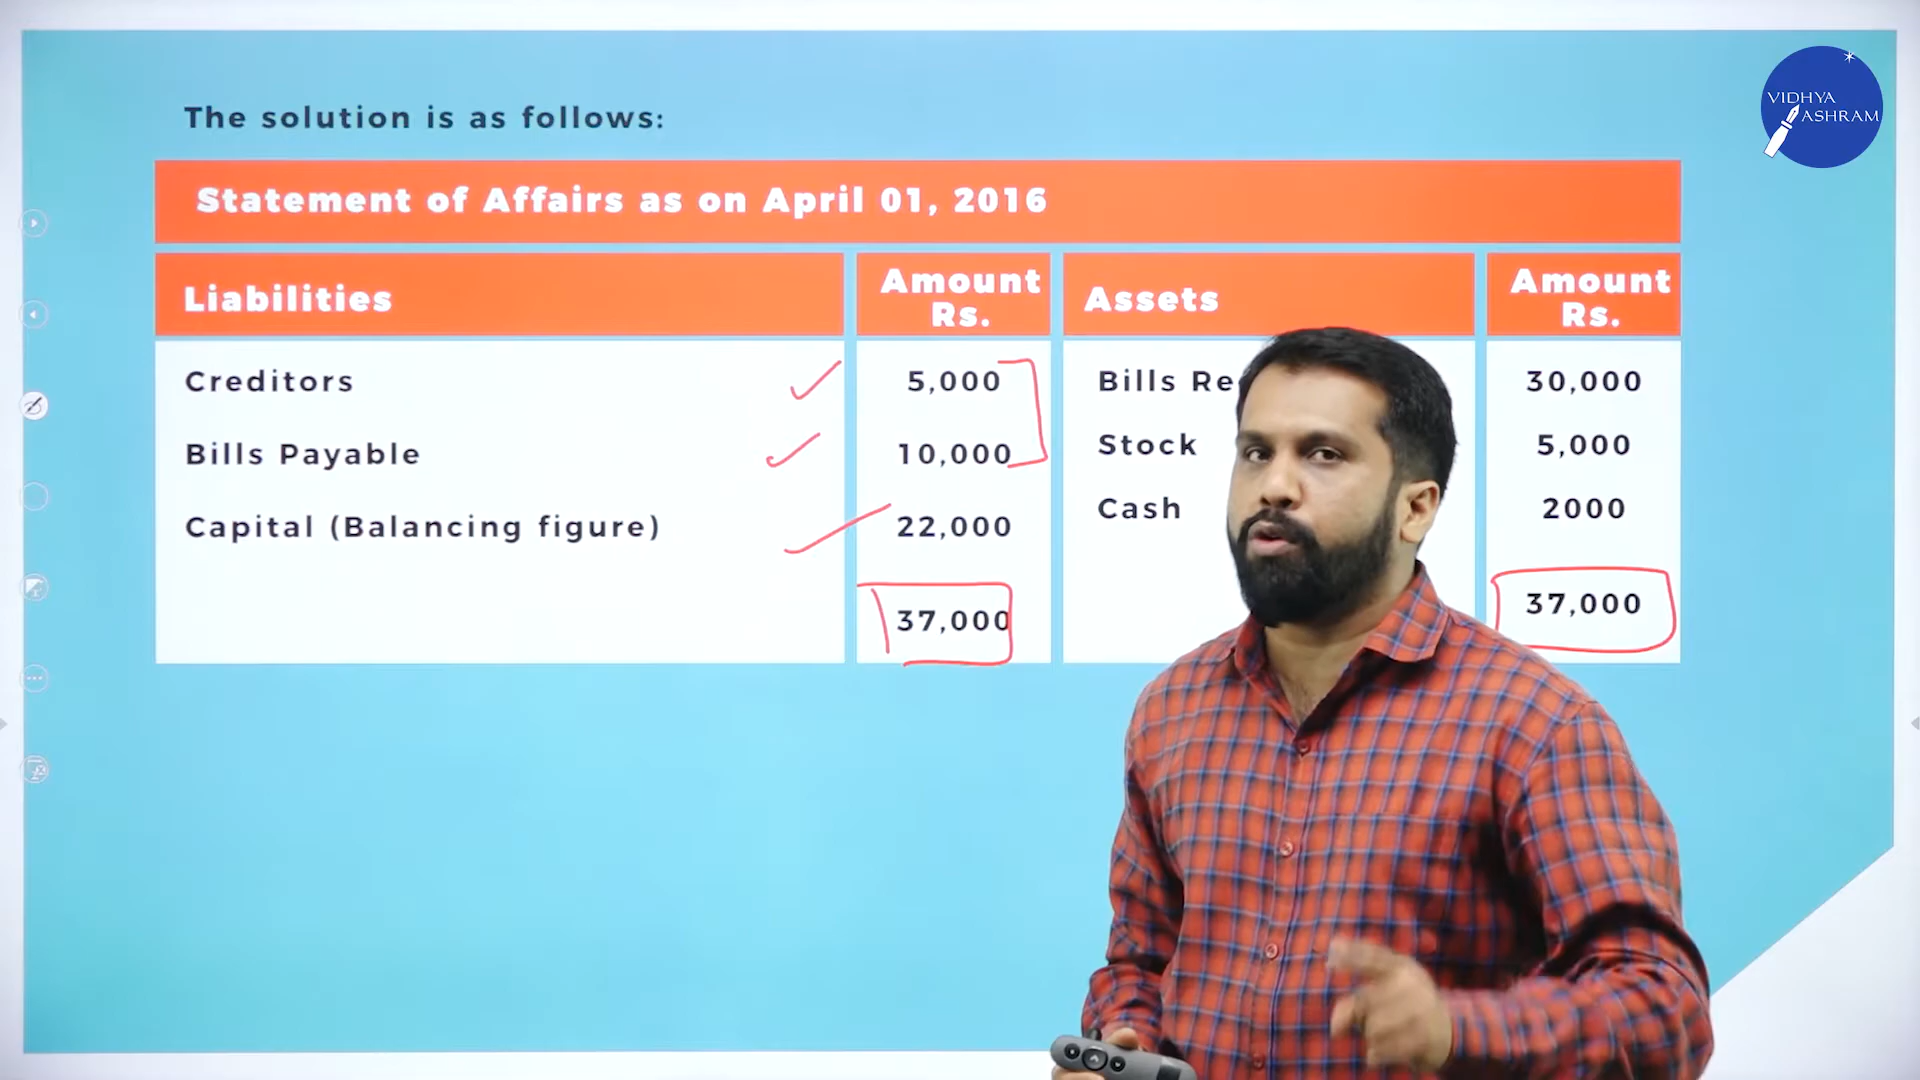 The solution is as follows:
VIDHYA
ASHRAM
Statement of Affairs as on April 01, 2016
Liabilities
Amount
Rs.
Assets
Amount
Rs.
Creditors
5,000
Bills
30,000
Bills Payable
10,000
Stock
5,000
Capital (Balancing figure)
22,000
Cash
2000
37,000
37,000